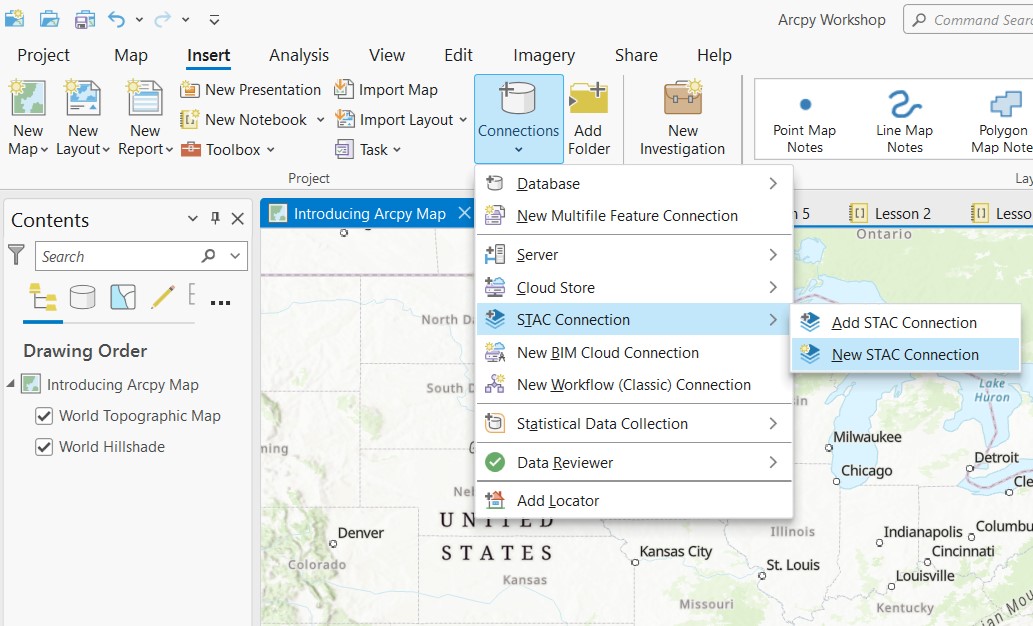 Arcpy Workshop
Command Sear
Project Map Insert Analysis View Edit Imagery Share Help
New Map
New Layout
New Report
New Presentation
New Notebook
Toolbox
Import Map
Import Layout
Task
Connections
Add Folder
New Investigation
Point Map Notes
Line Map Notes
Polygon Map Note
Project
Lay
Contents
Search
Drawing Order
Introducing Arcpy Map
World Topographic Map
World Hillshade
Introducing Arcpy Map
n 5
Lesson 2
Lesso
Database
New Multifile Feature Connection
Server
Cloud Store
STAC Connection
New BIM Cloud Connection
New Workflow (Classic) Connection
Statistical Data Collection
Data Reviewer
Add Locator
Add STAC Connection
New STAC Connection
Ontario
North Da
South D
ming
Neb
Lake Huron
Milwaukee
Detroit
Chicago
Cle
UNITED
STATES
Denver
Colorado
Kansas
Kansas City
Missouri
Illinois
St. Louis
Indianapolis
Columbu
Cincinnati
Louisville
Kentucky